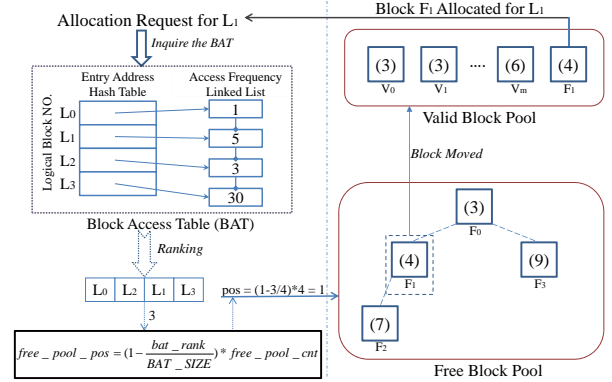 Allocation Request for L1
Block F1 Allocated for L1
Inquire the BAT
Entry Address
Hash Table
Access Frequency
Linked List
Logical Block NO.
L0
L1
L2
L3
1
5
3
30
Block Access Table (BAT)
Ranking
L0 L2 L1 L3
3
pos = (1-3/4)*4 = 1
free_pool_pos = (1 - bat_rank / BAT_SIZE) * free_pool_cnt
(3) (3) .... (6) (4)
V0 V1 Vm F1
Valid Block Pool
Block Moved
(3)
F0
(4) (9)
F1 F3
(7)
F2
Free Block Pool